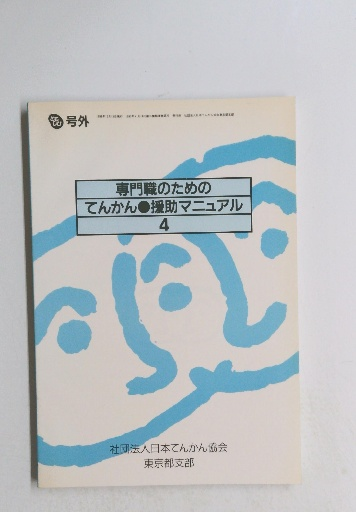 号外
専門職のための
てんかん●援助マニュアル
4
社団法人日本てんかん協会
東京都支部